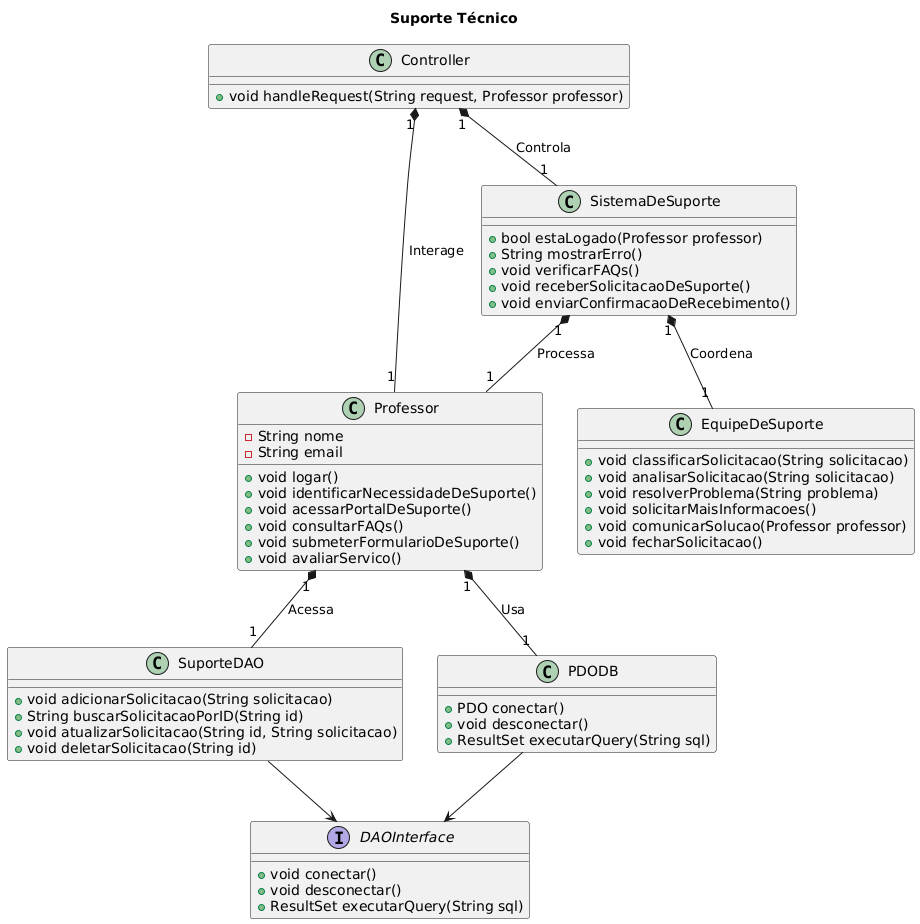 Suporte Técnico
C Controller
void handleRequest(String request, Professor professor)
1
1
Controla
1
C SistemaDeSuporte
bool estaLogado(Professor professor)
String mostrarErro()
void verificarFAQs()
void receberSolicitacaoDeSuporte()
void enviarConfirmacaoDeRecebimento()
Interage
1
1
1
Processa
1
Coordena
1
C Professor
String nome
String email
void logar()
void identificarNecessidadeDeSuporte()
void acessarPortalDeSuporte()
void consultarFAQs()
void submeterFormularioDeSuporte()
void avaliarServico()
C EquipeDeSuporte
void classificarSolicitacao(String solicitacao)
void analisarSolicitacao(String solicitacao)
void resolverProblema(String problema)
void solicitarMaisInformacoes()
void comunicarSolucao(Professor professor)
void fecharSolicitacao()
1
1
Acessa
Usa
1
1
C SuporteDAO
void adicionarSolicitacao(String solicitacao)
String buscarSolicitacaoPorID(String id)
void atualizarSolicitacao(String id, String solicitacao)
void deletarSolicitacao(String id)
C PDODB
PDO conectar()
void desconectar()
ResultSet executarQuery(String sql)
I DAOInterface
void conectar()
void desconectar()
ResultSet executarQuery(String sql)